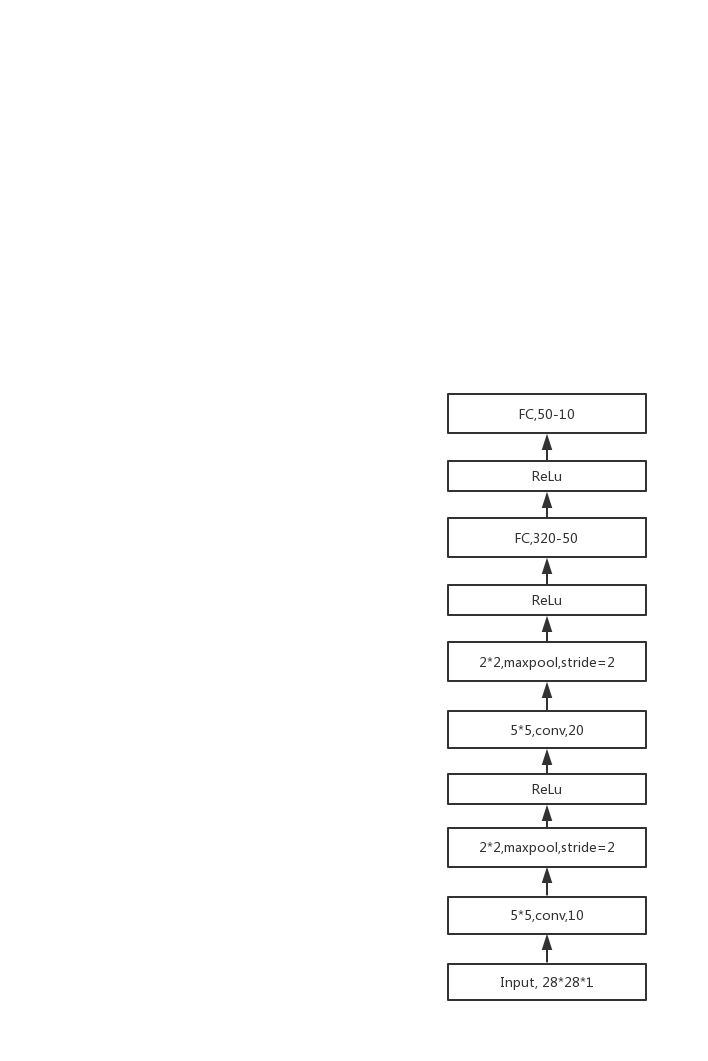 FC,50-10
ReLu
FC,320-50
ReLu
2*2,maxpool,stride=2
5*5,conv,20
ReLu
2*2,maxpool,stride=2
5*5,conv,10
Input, 28*28*1